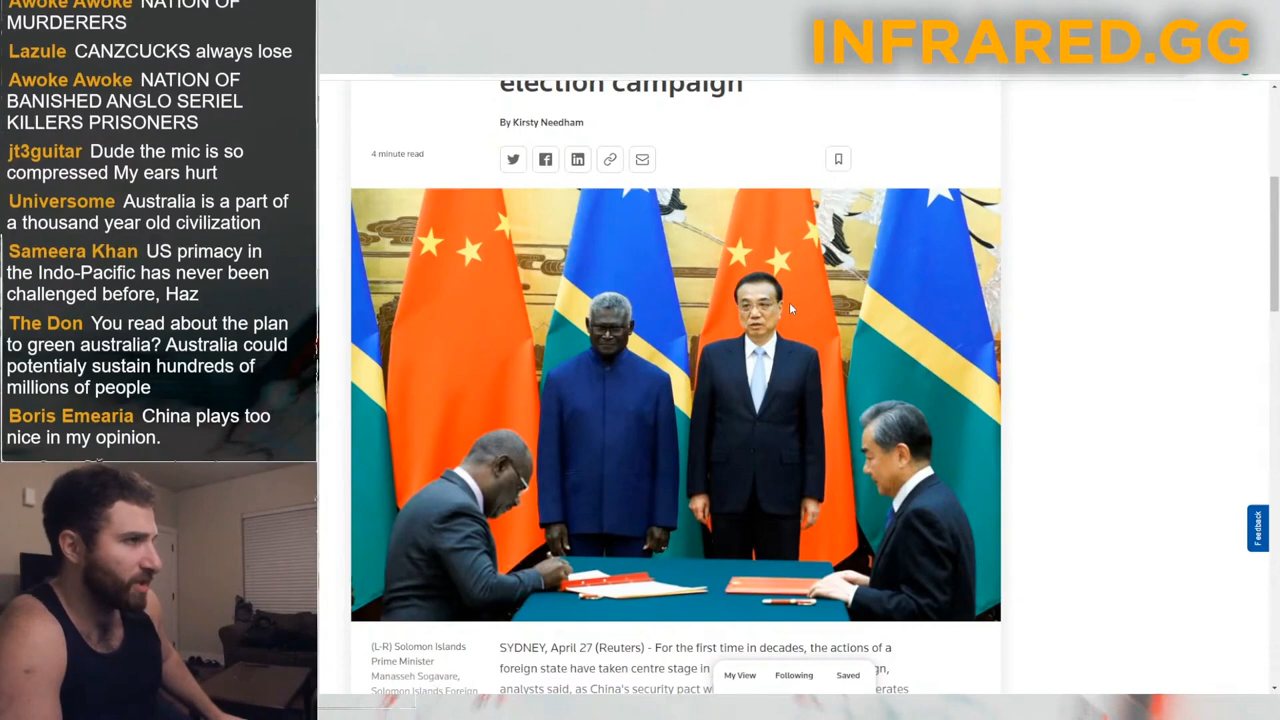 Awoke Awoke NATION OF
MURDERERS
Lazule CANZCUCKS always lose
Awoke Awoke NATION OF
BANISHED ANGLO SERIEL
KILLERS PRISONERS
jt3guitar Dude the mic is so
compressed My ears hurt
Universome Australia is a part of
a thousand year old civilization
Sameera Khan US primacy in
the Indo-Pacific has never been
challenged before, Haz
The Don You read about the plan
to green australia? Australia could
potentialy sustain hundreds of
millions of people
Boris Emearia China plays too
nice in my opinion.
INFRARED.GG
election campaign
By Kirsty Needham
4 minute read
(L-R) Solomon Islands
Prime Minister
Manasseh Sogavare,
Solomon Islands Foreign
SYDNEY, April 27 (Reuters) - For the first time in decades, the actions of a
foreign state have taken centre stage in
analysts said, as China's security pact
My View Following Saved
Feedback